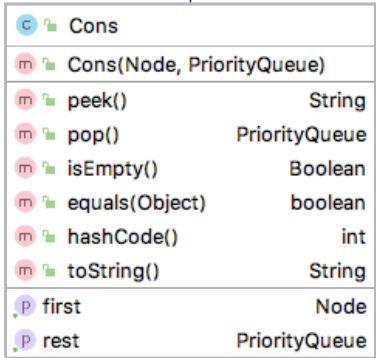 C Cons
m Cons(Node, PriorityQueue)
m peek() String
m pop() PriorityQueue
m isEmpty() Boolean
m equals(Object) boolean
m hashCode() int
m toString() String
p first Node
p rest PriorityQueue